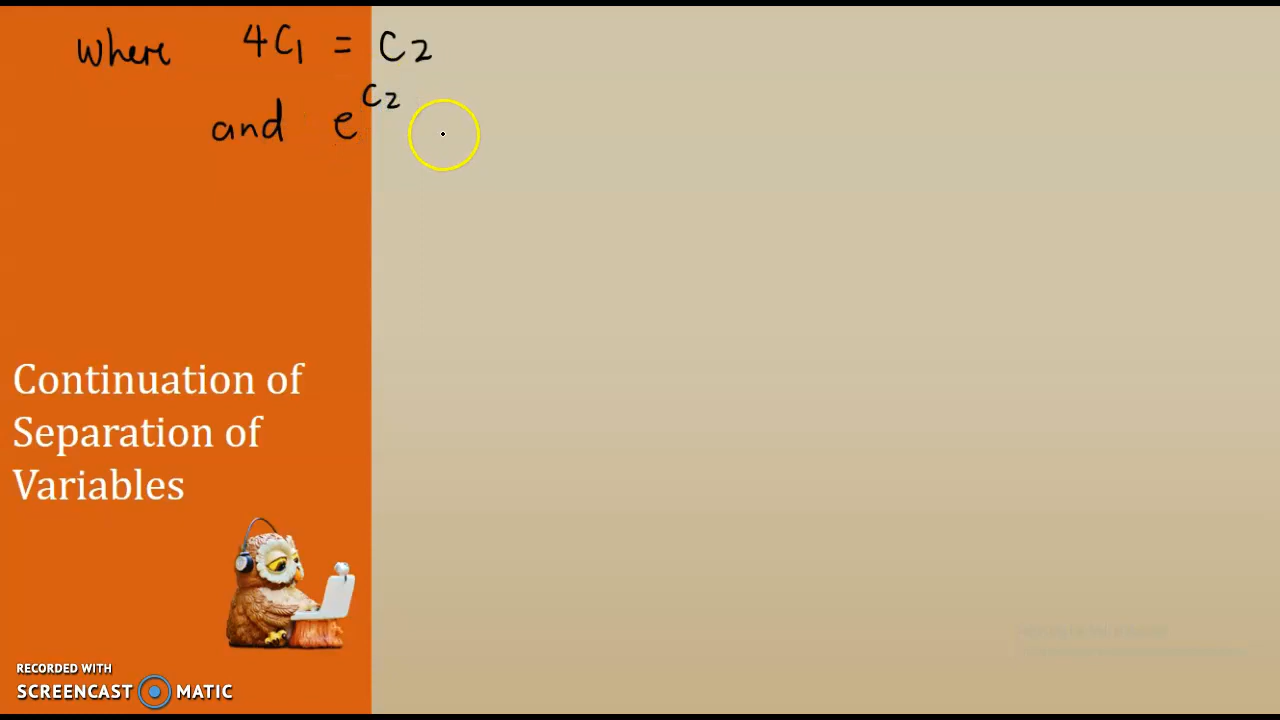 where 4C₁ = C₂
and e^C₂
Continuation of
Separation of
Variables
RECORDED WITH
SCREENCAST MATIC